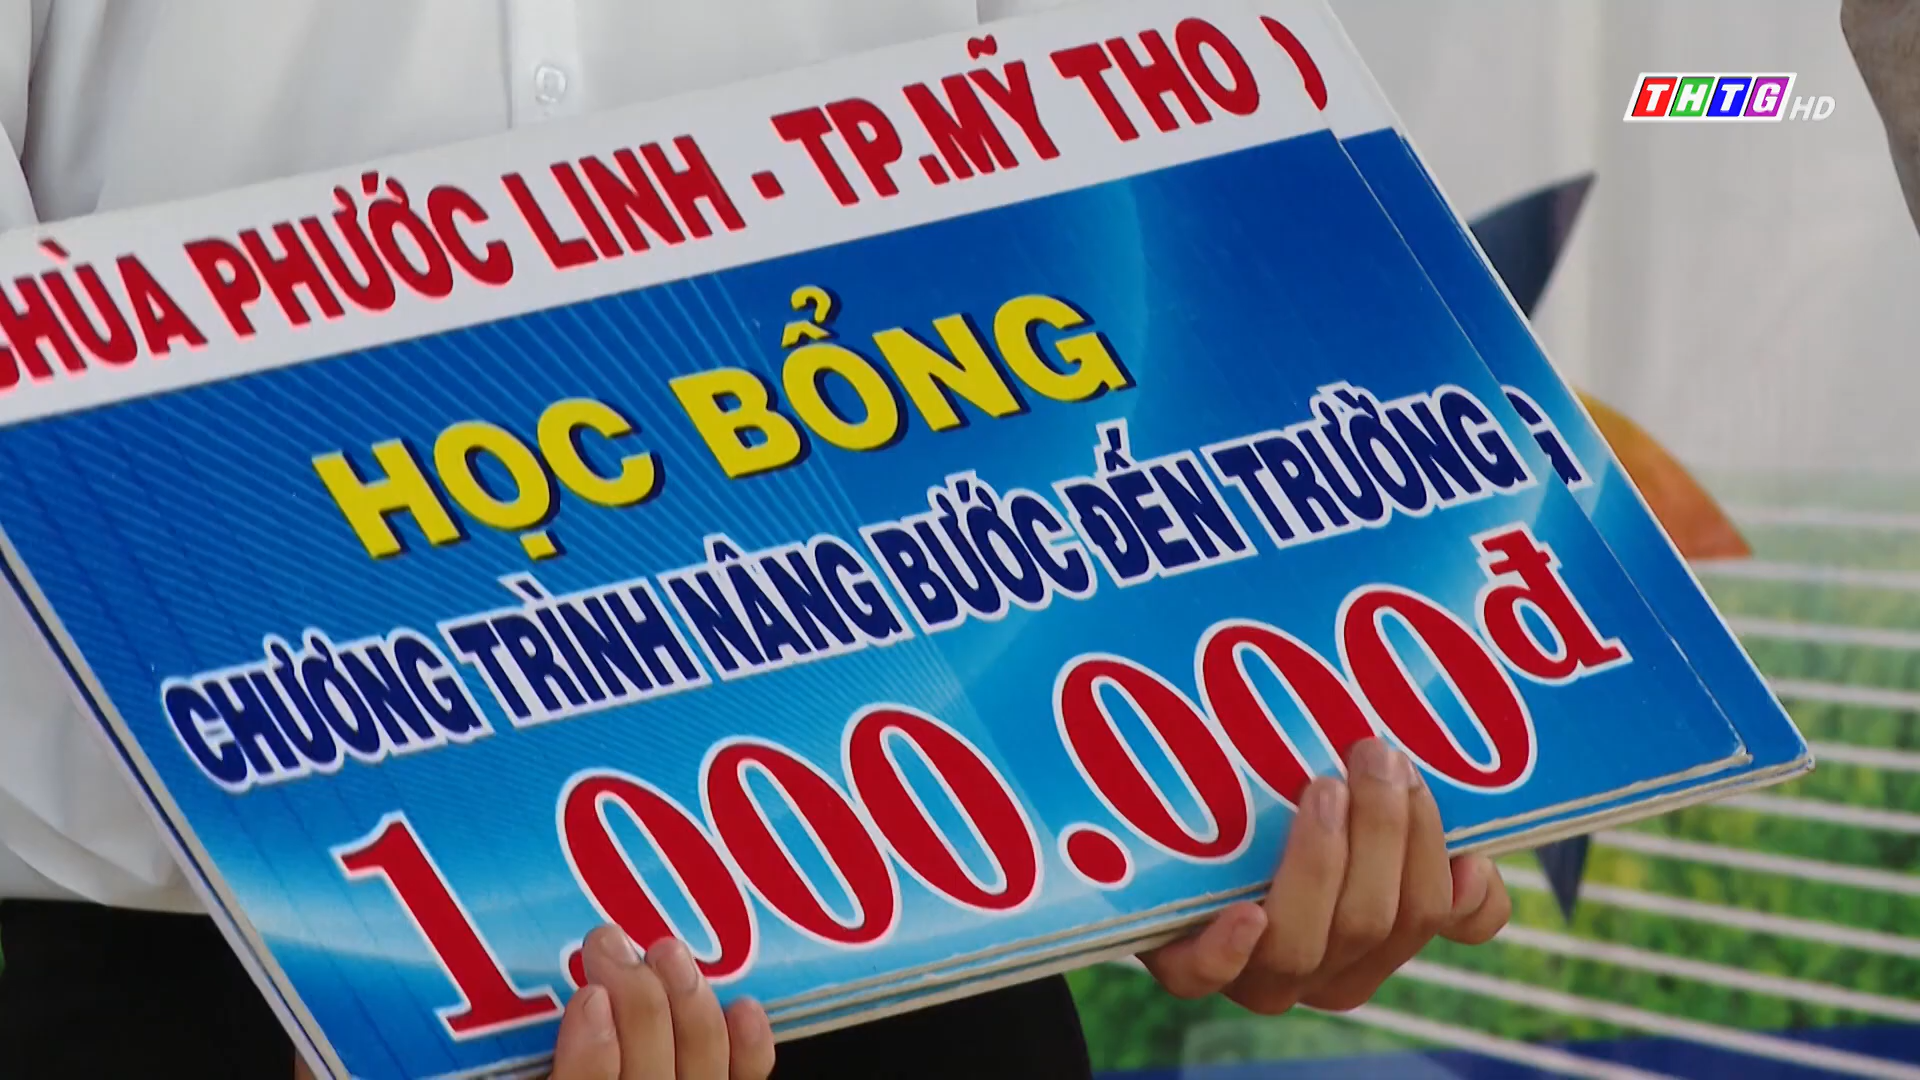 CHÙA PHƯỚC LINH - TP.MỸ THO )
HỌC BỔNG
CHƯƠNG TRÌNH NÂNG BƯỚC ĐẾN TRƯỜNG
1.000.000đ
THTG HD